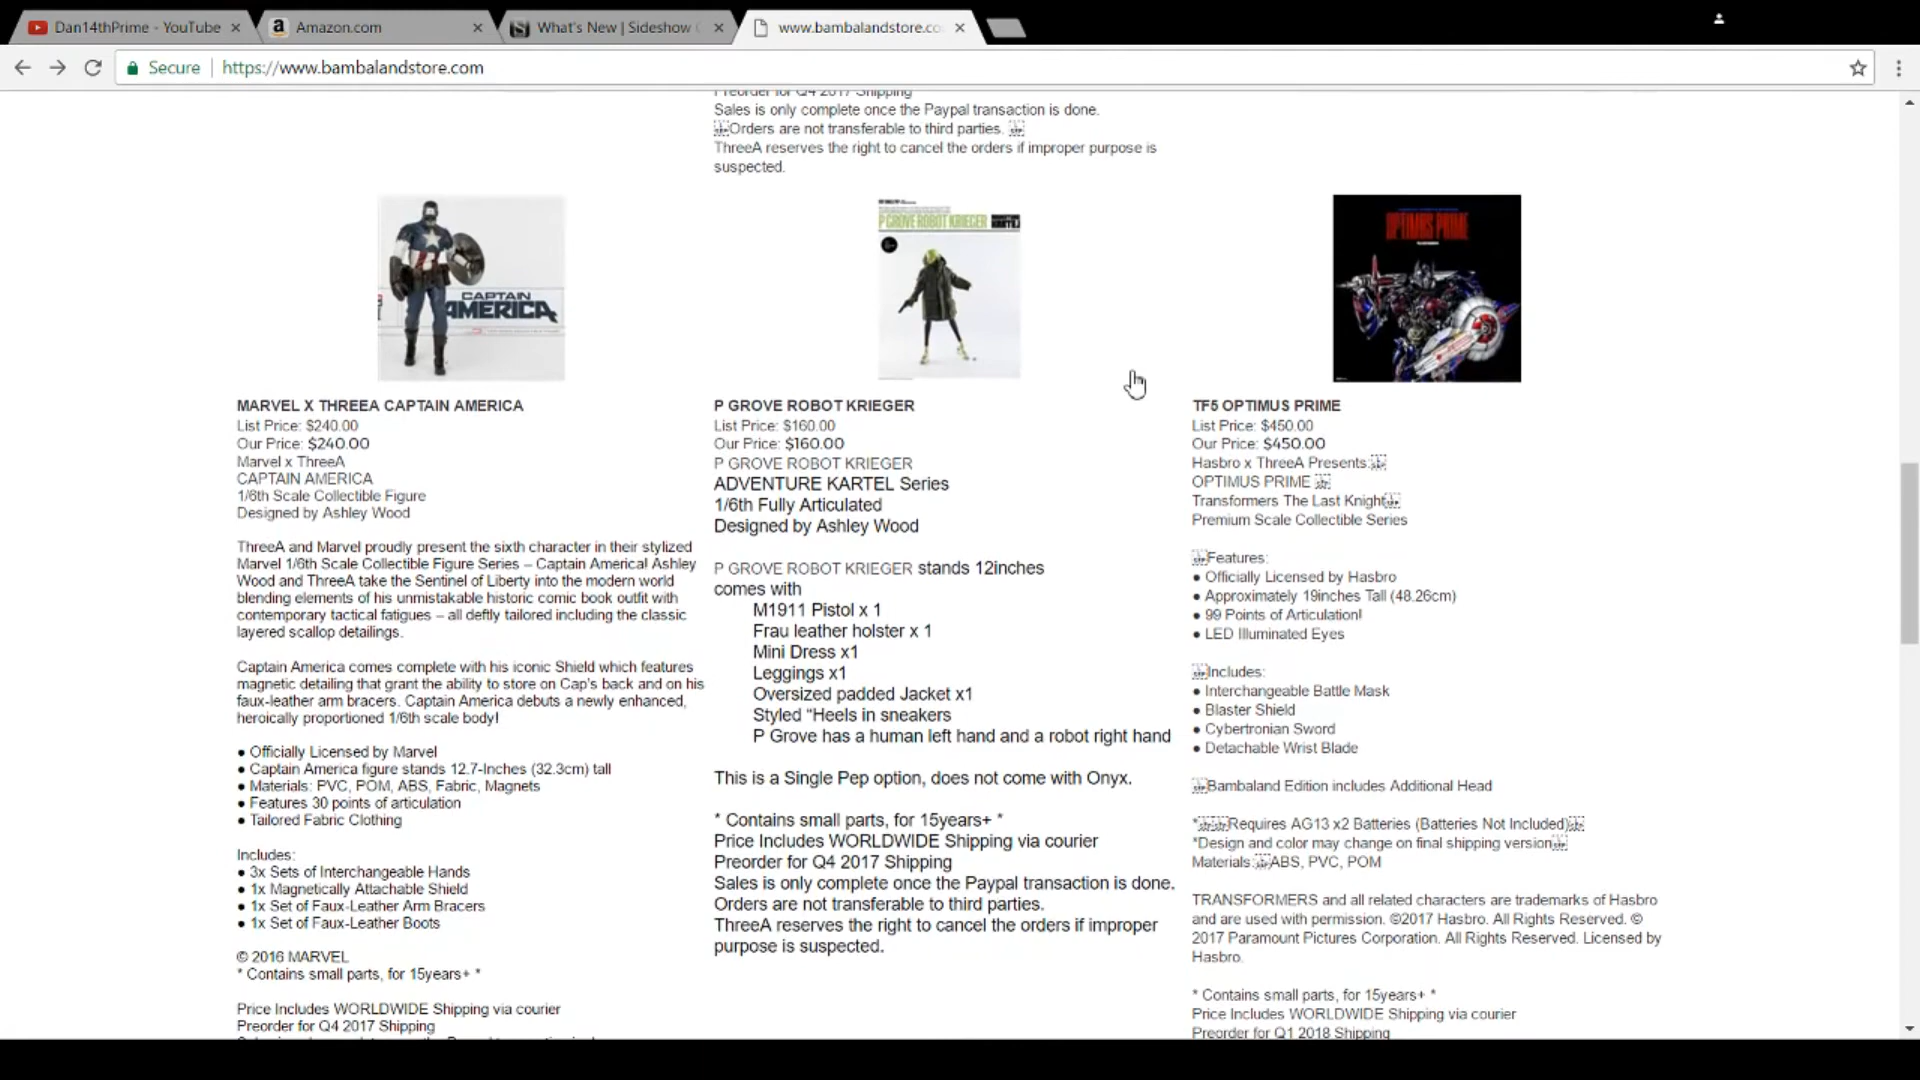 Dan14thPrime - YouTube
Amazon.com
What's New | Sideshow C
www.bambalandstore.co
Secure
https://www.bambalandstore.com
Preorder for Q4 2017 Shipping
Sales is only complete once the Paypal transaction is done.
Orders are not transferable to third parties.
ThreeA reserves the right to cancel the orders if improper purpose is
suspected.
CAPTAIN
AMERICA
P GROVE ROBOT KRIEGER
OPTIMUS PRIME
MARVEL X THREEA CAPTAIN AMERICA
List Price: $240.00
Our Price: $240.00
Marvel x ThreeA
CAPTAIN AMERICA
1/6th Scale Collectible Figure
Designed by Ashley Wood
ThreeA and Marvel proudly present the sixth character in their stylized
Marvel 1/6th Scale Collectible Figure Series – Captain America! Ashley
Wood and ThreeA take the Sentinel of Liberty into the modern world
blending elements of his unmistakable historic comic book outfit with
contemporary tactical fatigues – all deftly tailored including the classic
layered scallop detailings.
Captain America comes complete with his iconic Shield which features
magnetic detailing that grant the ability to store on Cap's back and on his
faux-leather arm bracers. Captain America debuts a newly enhanced,
heroically proportioned 1/6th scale body!
● Officially Licensed by Marvel
● Captain America figure stands 12.7-Inches (32.3cm) tall
● Materials: PVC, POM, ABS, Fabric, Magnets
● Features 30 points of articulation
● Tailored Fabric Clothing
Includes:
● 3x Sets of Interchangeable Hands
● 1x Magnetically Attachable Shield
● 1x Set of Faux-Leather Arm Bracers
● 1x Set of Faux-Leather Boots
© 2016 MARVEL
* Contains small parts, for 15years+ *
Price Includes WORLDWIDE Shipping via courier
Preorder for Q4 2017 Shipping
P GROVE ROBOT KRIEGER
List Price: $160.00
Our Price: $160.00
P GROVE ROBOT KRIEGER
ADVENTURE KARTEL Series
1/6th Fully Articulated
Designed by Ashley Wood
P GROVE ROBOT KRIEGER stands 12inches
comes with
M1911 Pistol x 1
Frau leather holster x 1
Mini Dress x1
Leggings x1
Oversized padded Jacket x1
Styled “Heels in sneakers
P Grove has a human left hand and a robot right hand
This is a Single Pep option, does not come with Onyx.
* Contains small parts, for 15years+ *
Price Includes WORLDWIDE Shipping via courier
Preorder for Q4 2017 Shipping
Sales is only complete once the Paypal transaction is done.
Orders are not transferable to third parties.
ThreeA reserves the right to cancel the orders if improper
purpose is suspected.
TF5 OPTIMUS PRIME
List Price: $450.00
Our Price: $450.00
Hasbro x ThreeA Presents:
OPTIMUS PRIME
Transformers The Last Knight
Premium Scale Collectible Series
Features:
● Officially Licensed by Hasbro
● Approximately 19inches Tall (48.26cm)
● 99 Points of Articulation!
● LED Illuminated Eyes
Includes:
● Interchangeable Battle Mask
● Blaster Shield
● Cybertronian Sword
● Detachable Wrist Blade
Bambaland Edition includes Additional Head
*Requires AG13 x2 Batteries (Batteries Not Included)
*Design and color may change on final shipping version
Materials: ABS, PVC, POM
TRANSFORMERS and all related characters are trademarks of Hasbro
and are used with permission. ©2017 Hasbro. All Rights Reserved. ©
2017 Paramount Pictures Corporation. All Rights Reserved. Licensed by
Hasbro.
* Contains small parts, for 15years+ *
Price Includes WORLDWIDE Shipping via courier
Preorder for Q1 2018 Shipping